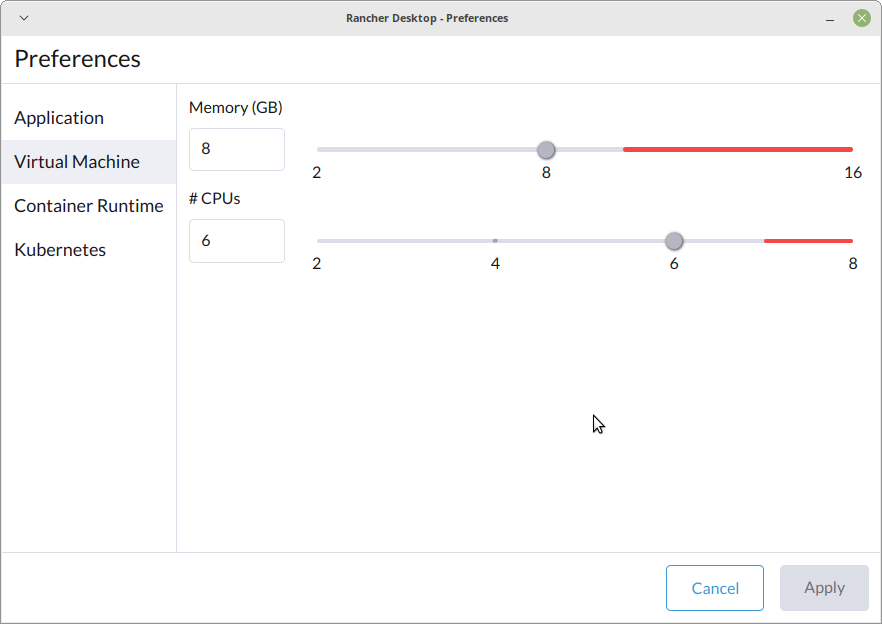 Rancher Desktop - Preferences
Preferences
Application
Virtual Machine
Container Runtime
Kubernetes
Memory (GB)
8
2 8 16
# CPUs
6
2 4 6 8
Cancel Apply